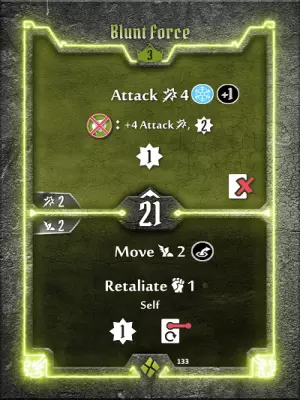 Blunt Force
3
Attack 4 +1
: +4 Attack , 2
1
2
21
2
Move 2
Retaliate 1
Self
1
133